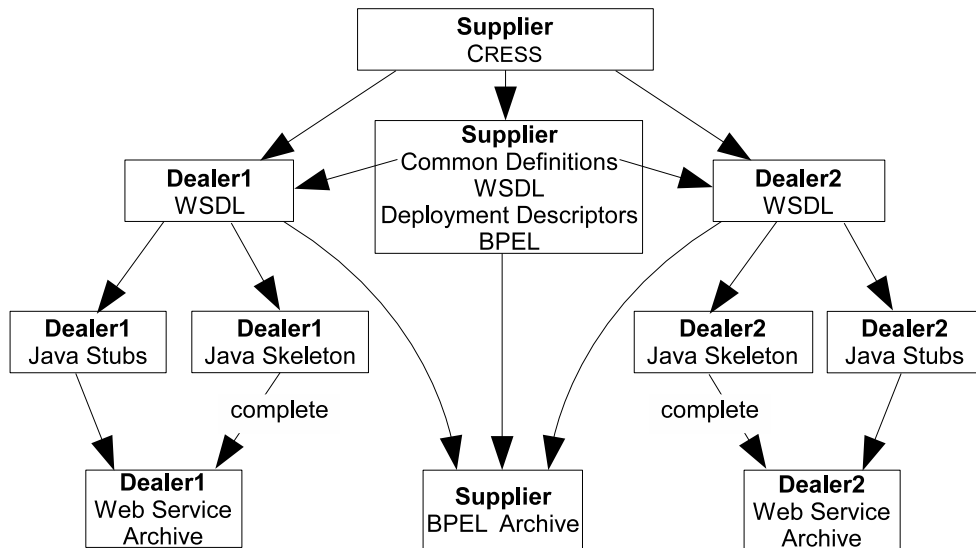 Supplier
CRESS
Supplier
Common Definitions
WSDL
Deployment Descriptors
BPEL
Dealer1
WSDL
Dealer2
WSDL
Dealer1
Java Stubs
Dealer1
Java Skeleton
Dealer2
Java Skeleton
Dealer2
Java Stubs
complete
complete
Dealer1
Web Service
Archive
Supplier
BPEL Archive
Dealer2
Web Service
Archive